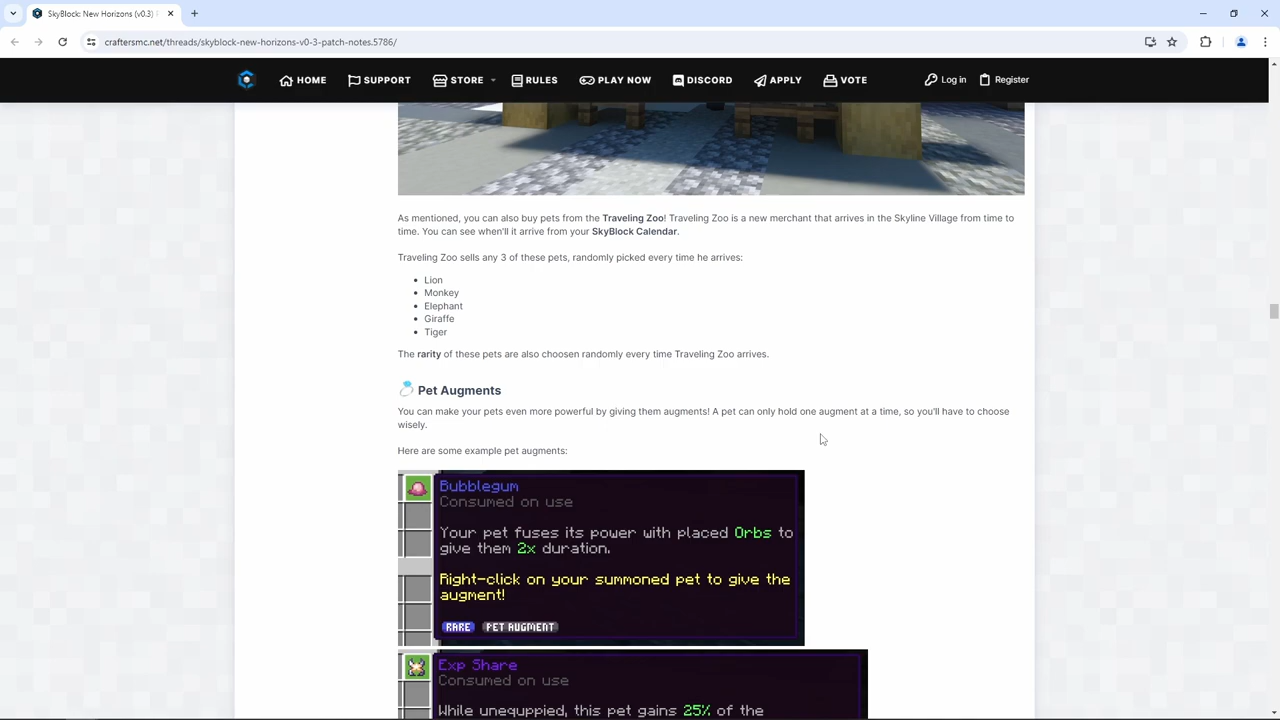 SkyBlock: New Horizons (v0.3) P
craftersmc.net/threads/skyblock-new-horizons-v0-3-patch-notes.5786/
HOME SUPPORT STORE RULES PLAY NOW DISCORD APPLY VOTE Log in Register
As mentioned, you can also buy pets from the Traveling Zoo! Traveling Zoo is a new merchant that arrives in the Skyline Village from time to
time. You can see when'll it arrive from your SkyBlock Calendar.
Traveling Zoo sells any 3 of these pets, randomly picked every time he arrives:
Lion
Monkey
Elephant
Giraffe
Tiger
The rarity of these pets are also choosen randomly every time Traveling Zoo arrives.
Pet Augments
You can make your pets even more powerful by giving them augments! A pet can only hold one augment at a time, so you'll have to choose
wisely.
Here are some example pet augments:
Bubblegum
Consumed on use
Your pet fuses its power with placed Orbs to
give them 2x duration.
Right-click on your summoned pet to give the
augment!
RARE PET AUGMENT
Exp Share
Consumed on use
While unequppied, this pet gains 25% of the